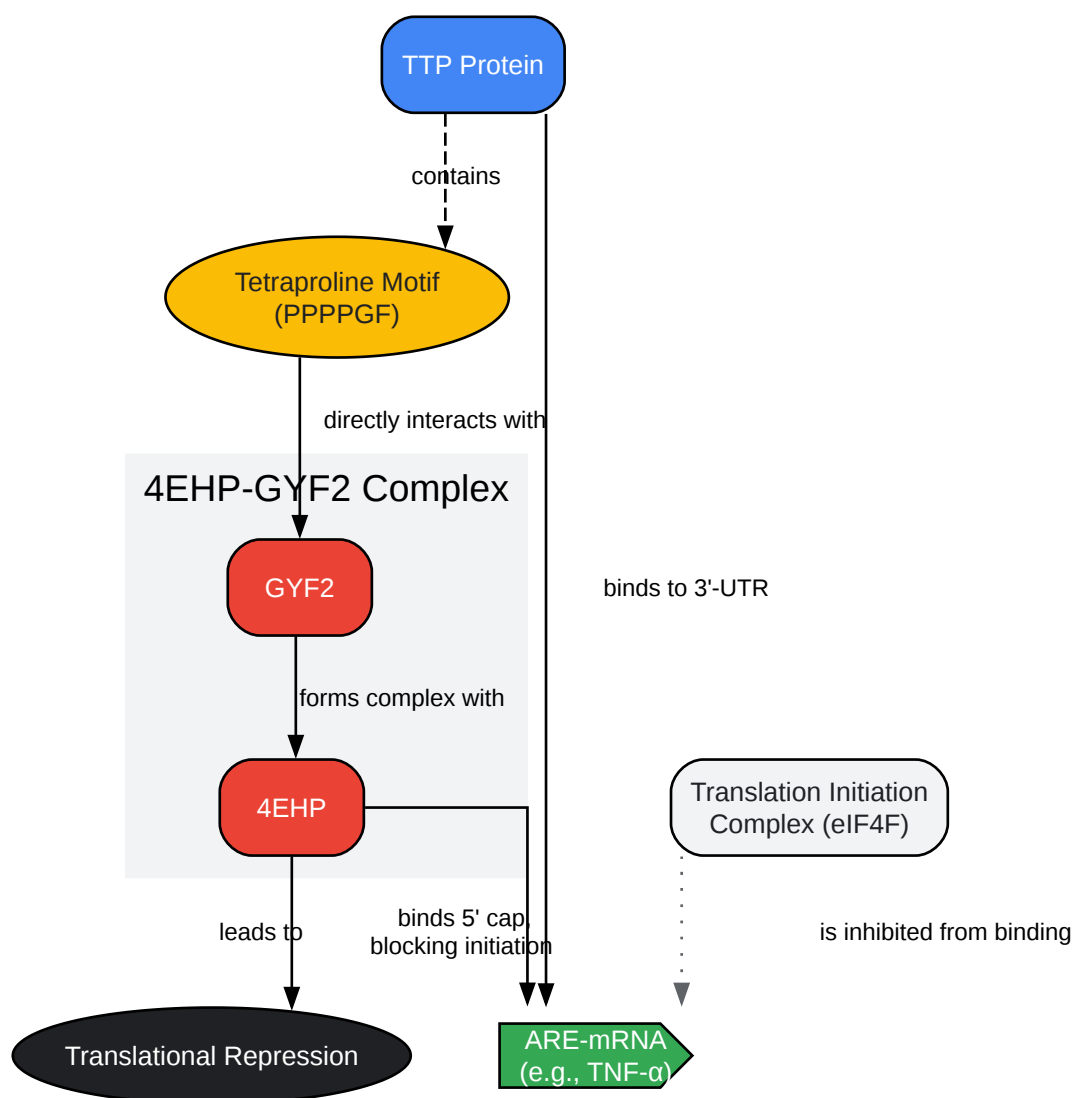 TTP Protein
contains
Tetraproline Motif
(PPPPGF)
directly interacts with
4EHP-GYF2 Complex
GYF2
binds to 3'-UTR
forms complex with
4EHP
Translation Initiation
Complex (eIF4F)
leads to
binds 5' cap,
blocking initiation
is inhibited from binding
Translational Repression
ARE-mRNA
(e.g., TNF-α)